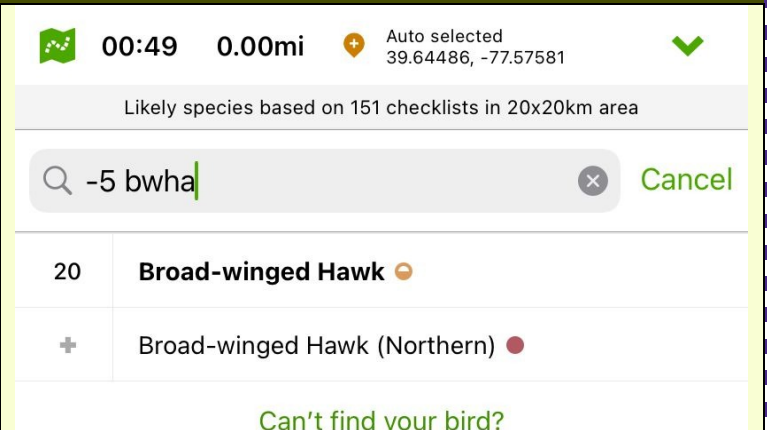 00:49 0.00mi Auto selected
39.64486, -77.57581
Likely species based on 151 checklists in 20x20km area
-5 bwha Cancel
20 Broad-winged Hawk
+ Broad-winged Hawk (Northern)
Can't find your bird?